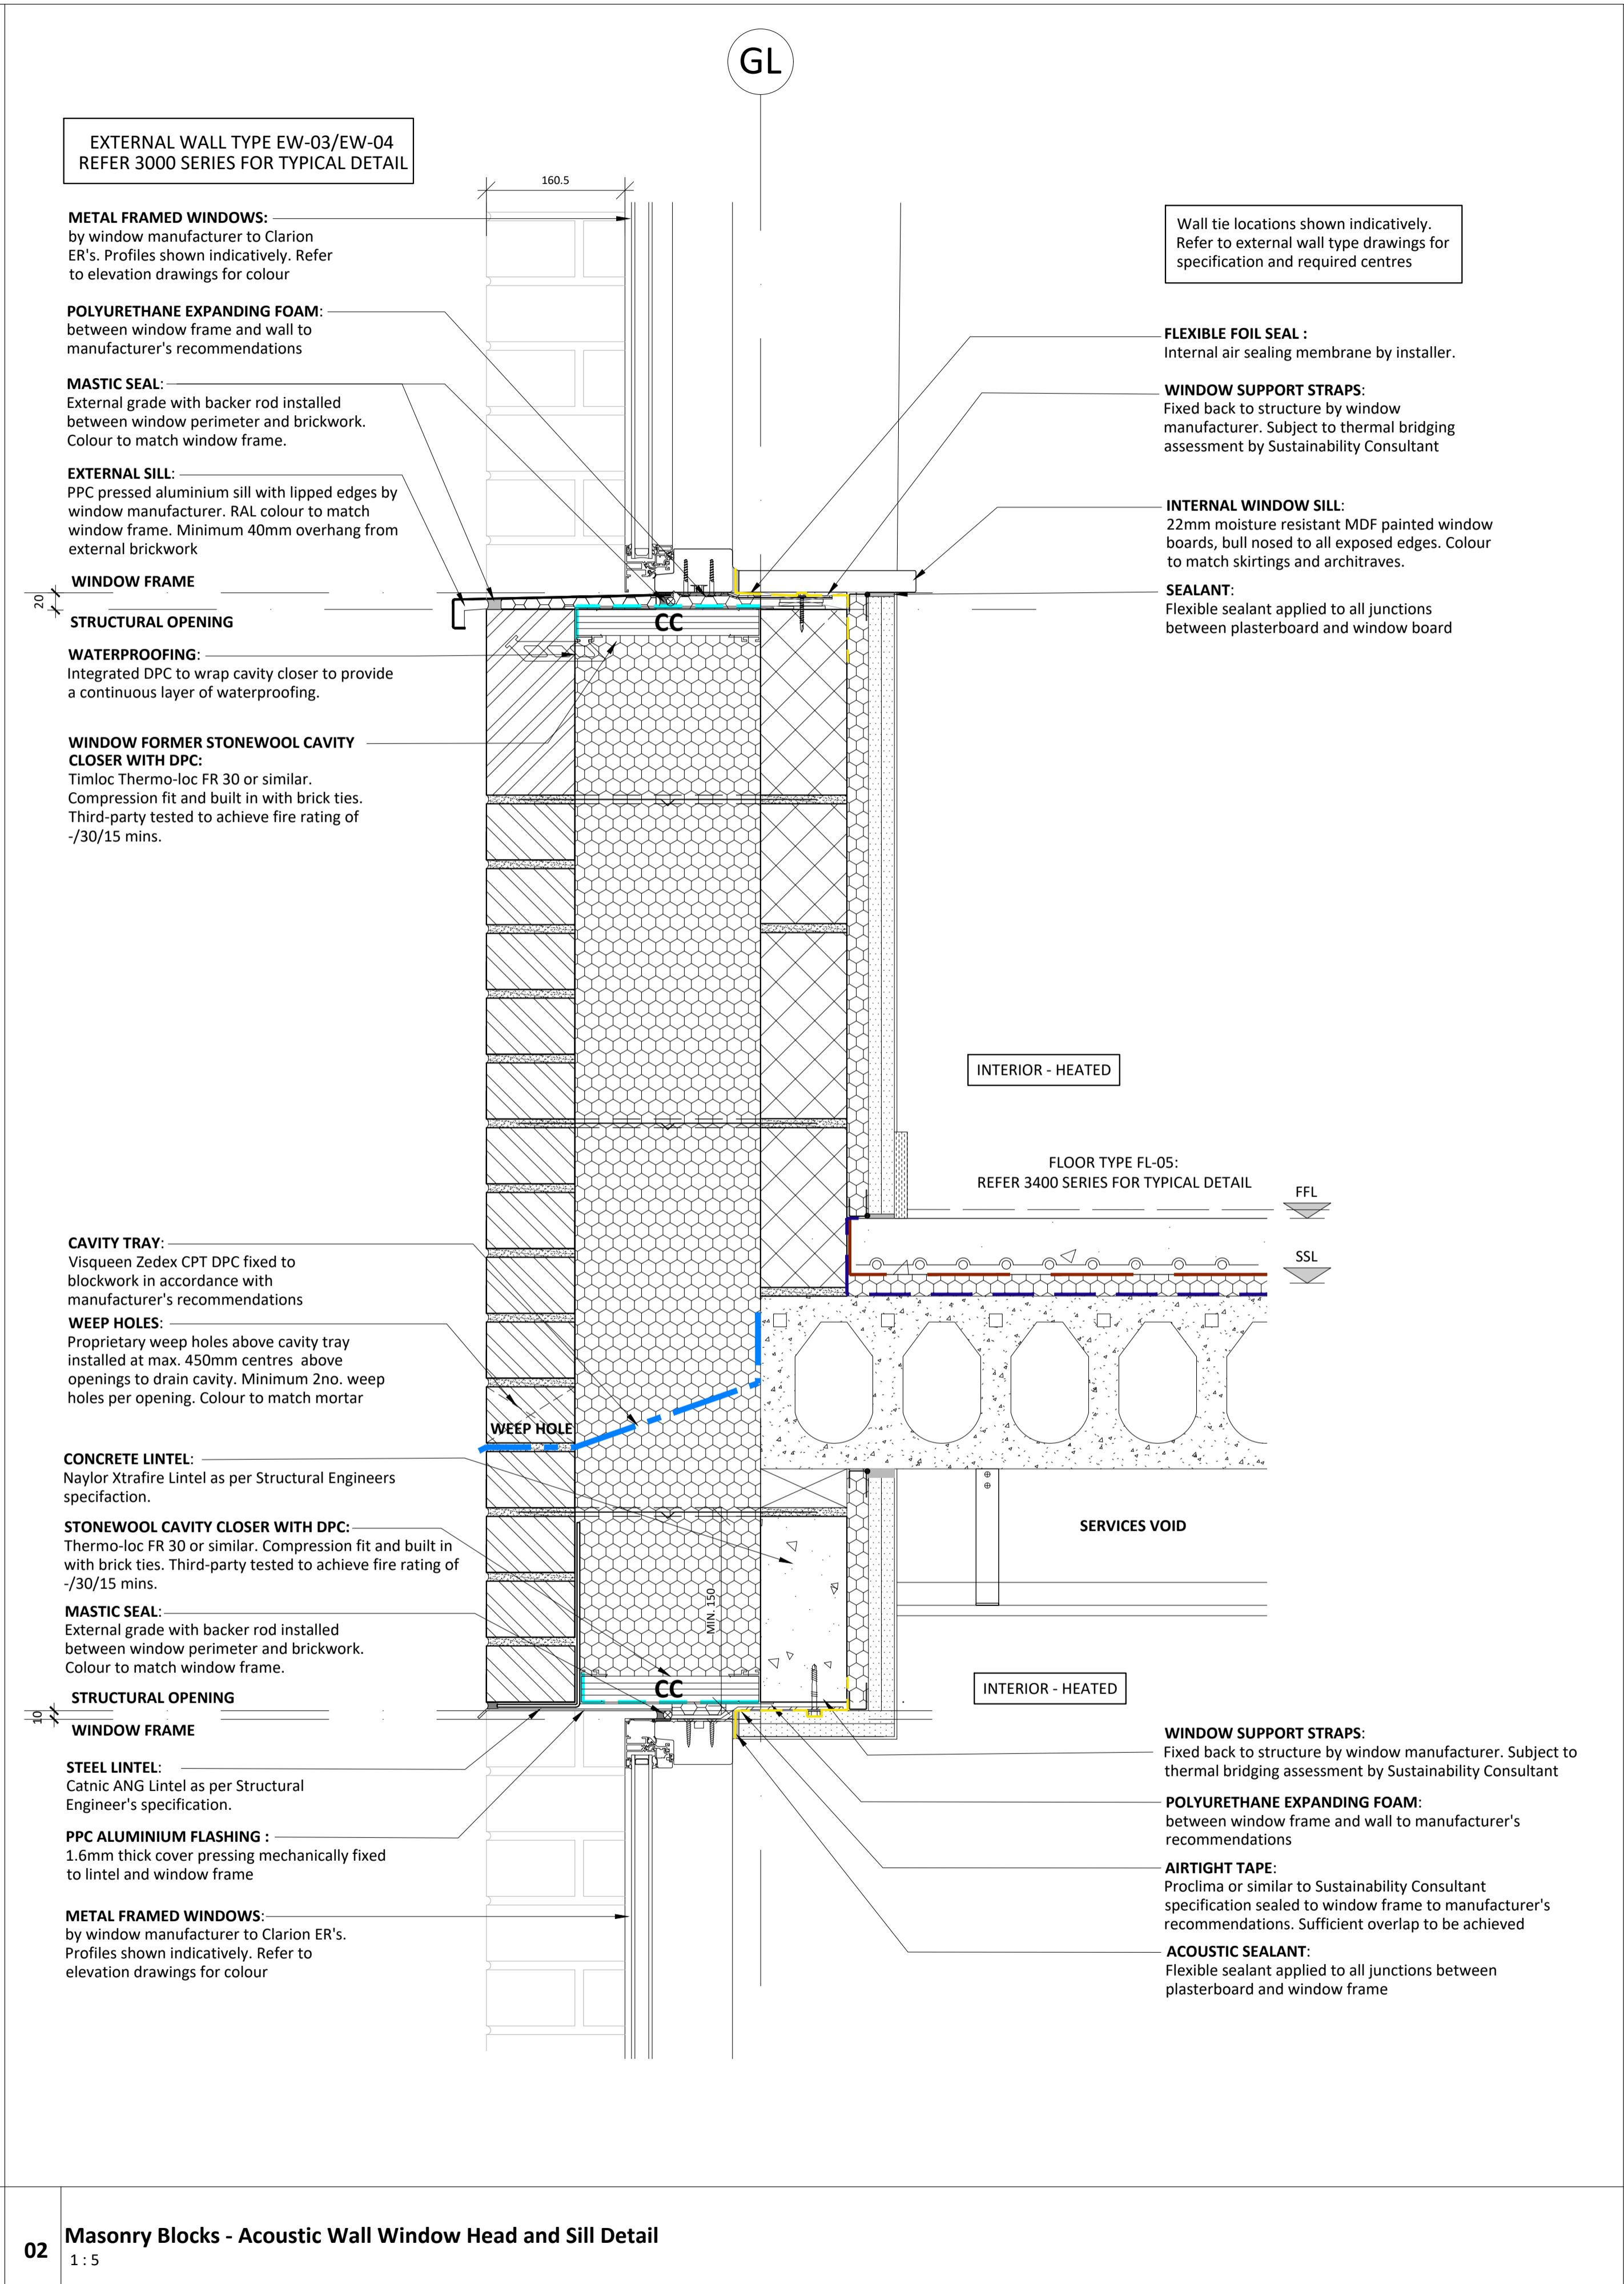 GL
EXTERNAL WALL TYPE EW-03/EW-04
REFER 3000 SERIES FOR TYPICAL DETAIL
160.5
METAL FRAMED WINDOWS:
by window manufacturer to Clarion
ER's. Profiles shown indicatively. Refer
to elevation drawings for colour
POLYURETHANE EXPANDING FOAM:
between window frame and wall to
manufacturer's recommendations
MASTIC SEAL:
External grade with backer rod installed
between window perimeter and brickwork.
Colour to match window frame.
EXTERNAL SILL:
PPC pressed aluminium sill with lipped edges by
window manufacturer. RAL colour to match
window frame. Minimum 40mm overhang from
external brickwork
WINDOW FRAME
20
STRUCTURAL OPENING
WATERPROOFING:
Integrated DPC to wrap cavity closer to provide
a continuous layer of waterproofing.
WINDOW FORMER STONEWOOL CAVITY
CLOSER WITH DPC:
Timloc Thermo-loc FR 30 or similar.
Compression fit and built in with brick ties.
Third-party tested to achieve fire rating of
-/30/15 mins.
CC
Wall tie locations shown indicatively.
Refer to external wall type drawings for
specification and required centres
FLEXIBLE FOIL SEAL :
Internal air sealing membrane by installer.
WINDOW SUPPORT STRAPS:
Fixed back to structure by window
manufacturer. Subject to thermal bridging
assessment by Sustainability Consultant
INTERNAL WINDOW SILL:
22mm moisture resistant MDF painted window
boards, bull nosed to all exposed edges. Colour
to match skirtings and architraves.
SEALANT:
Flexible sealant applied to all junctions
between plasterboard and window board
INTERIOR - HEATED
FLOOR TYPE FL-05:
REFER 3400 SERIES FOR TYPICAL DETAIL
FFL
SSL
CAVITY TRAY:
Visqueen Zedex CPT DPC fixed to
blockwork in accordance with
manufacturer's recommendations
WEEP HOLES:
Proprietary weep holes above cavity tray
installed at max. 450mm centres above
openings to drain cavity. Minimum 2no. weep
holes per opening. Colour to match mortar
WEEP HOLE
CONCRETE LINTEL:
Naylor Xtrafire Lintel as per Structural Engineers
specifaction.
STONEWOOL CAVITY CLOSER WITH DPC:
Thermo-loc FR 30 or similar. Compression fit and built in
with brick ties. Third-party tested to achieve fire rating of
-/30/15 mins.
MASTIC SEAL:
External grade with backer rod installed
between window perimeter and brickwork.
Colour to match window frame.
STRUCTURAL OPENING
10
WINDOW FRAME
STEEL LINTEL:
Catnic ANG Lintel as per Structural
Engineer's specification.
PPC ALUMINIUM FLASHING :
1.6mm thick cover pressing mechanically fixed
to lintel and window frame
METAL FRAMED WINDOWS:
by window manufacturer to Clarion ER's.
Profiles shown indicatively. Refer to
elevation drawings for colour
MIN. 150
CC
SERVICES VOID
INTERIOR - HEATED
WINDOW SUPPORT STRAPS:
Fixed back to structure by window manufacturer. Subject to
thermal bridging assessment by Sustainability Consultant
POLYURETHANE EXPANDING FOAM:
between window frame and wall to manufacturer's
recommendations
AIRTIGHT TAPE:
Proclima or similar to Sustainability Consultant
specification sealed to window frame to manufacturer's
recommendations. Sufficient overlap to be achieved
ACOUSTIC SEALANT:
Flexible sealant applied to all junctions between
plasterboard and window frame
02
Masonry Blocks - Acoustic Wall Window Head and Sill Detail
1 : 5